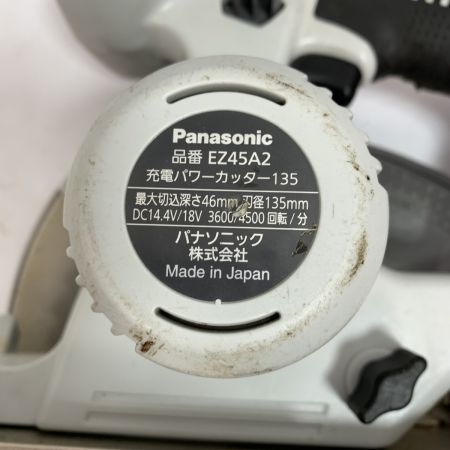 Panasonic
品番 EZ45A2
充電パワーカッター135
最大切込深さ46mm 刃径135mm
DC14.4V/18V 3600/4500 回転/分
パナソニック
株式会社
Made in Japan